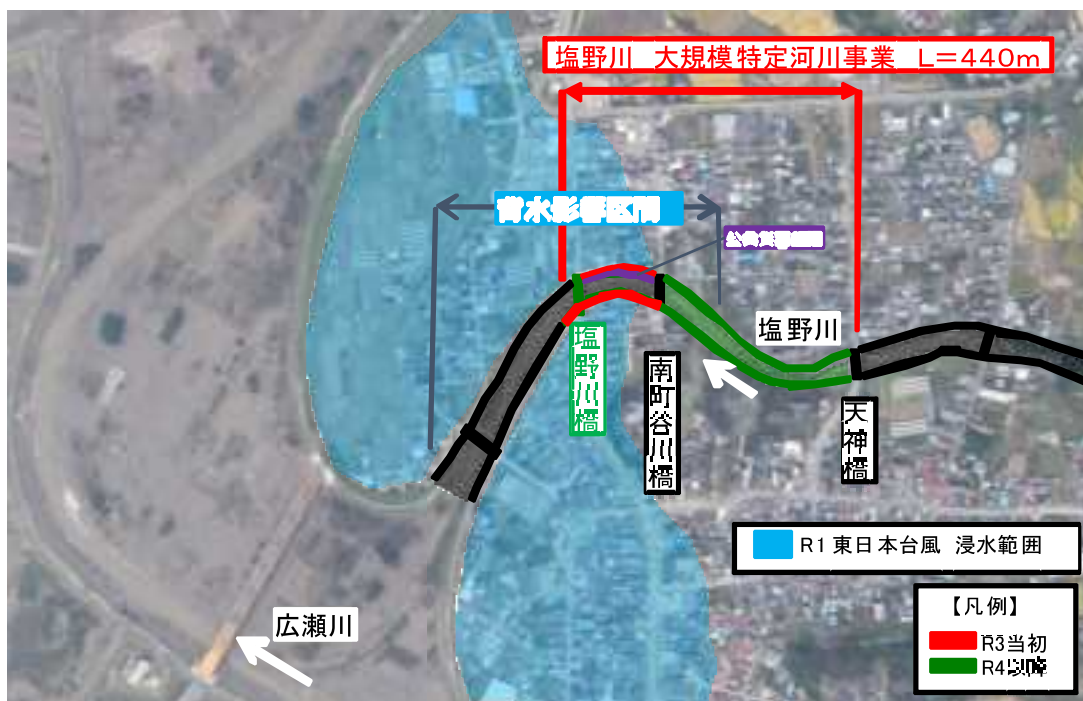 塩野川 大規模特定河川事業 L=440m
背水影響区間
塩野川
塩野川橋
南町谷川橋
天神橋
広瀬川
R1東日本台風 浸水範囲
【凡例】
R3当初
R4以降